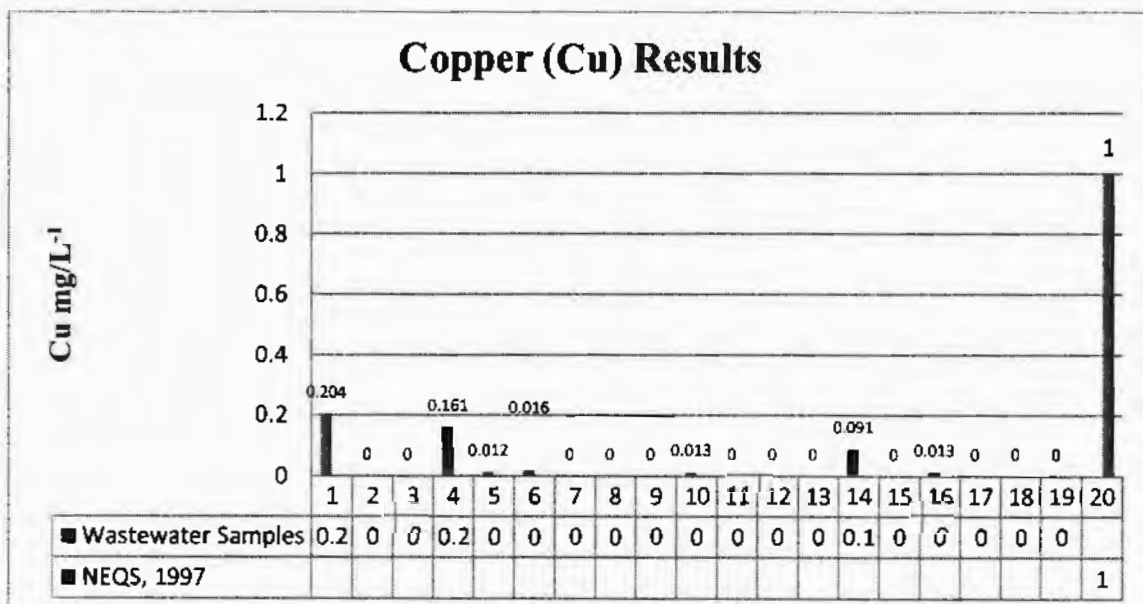 Copper (Cu) Results
Cu mg/L-1
1.2
1
0.8
0.6
0.4
0.2
0
0.204 0 0 0.161 0.012 0.016 0 0 0 0.013 0 0 0 0.091 0 0.013 0 0 0 1
1 2 3 4 5 6 7 8 9 10 11 12 13 14 15 16 17 18 19 20
Wastewater Samples 0.2 0 0 0.2 0 0 0 0 0 0 0 0 0 0.1 0 0 0 0 0
NEQS, 1997 1